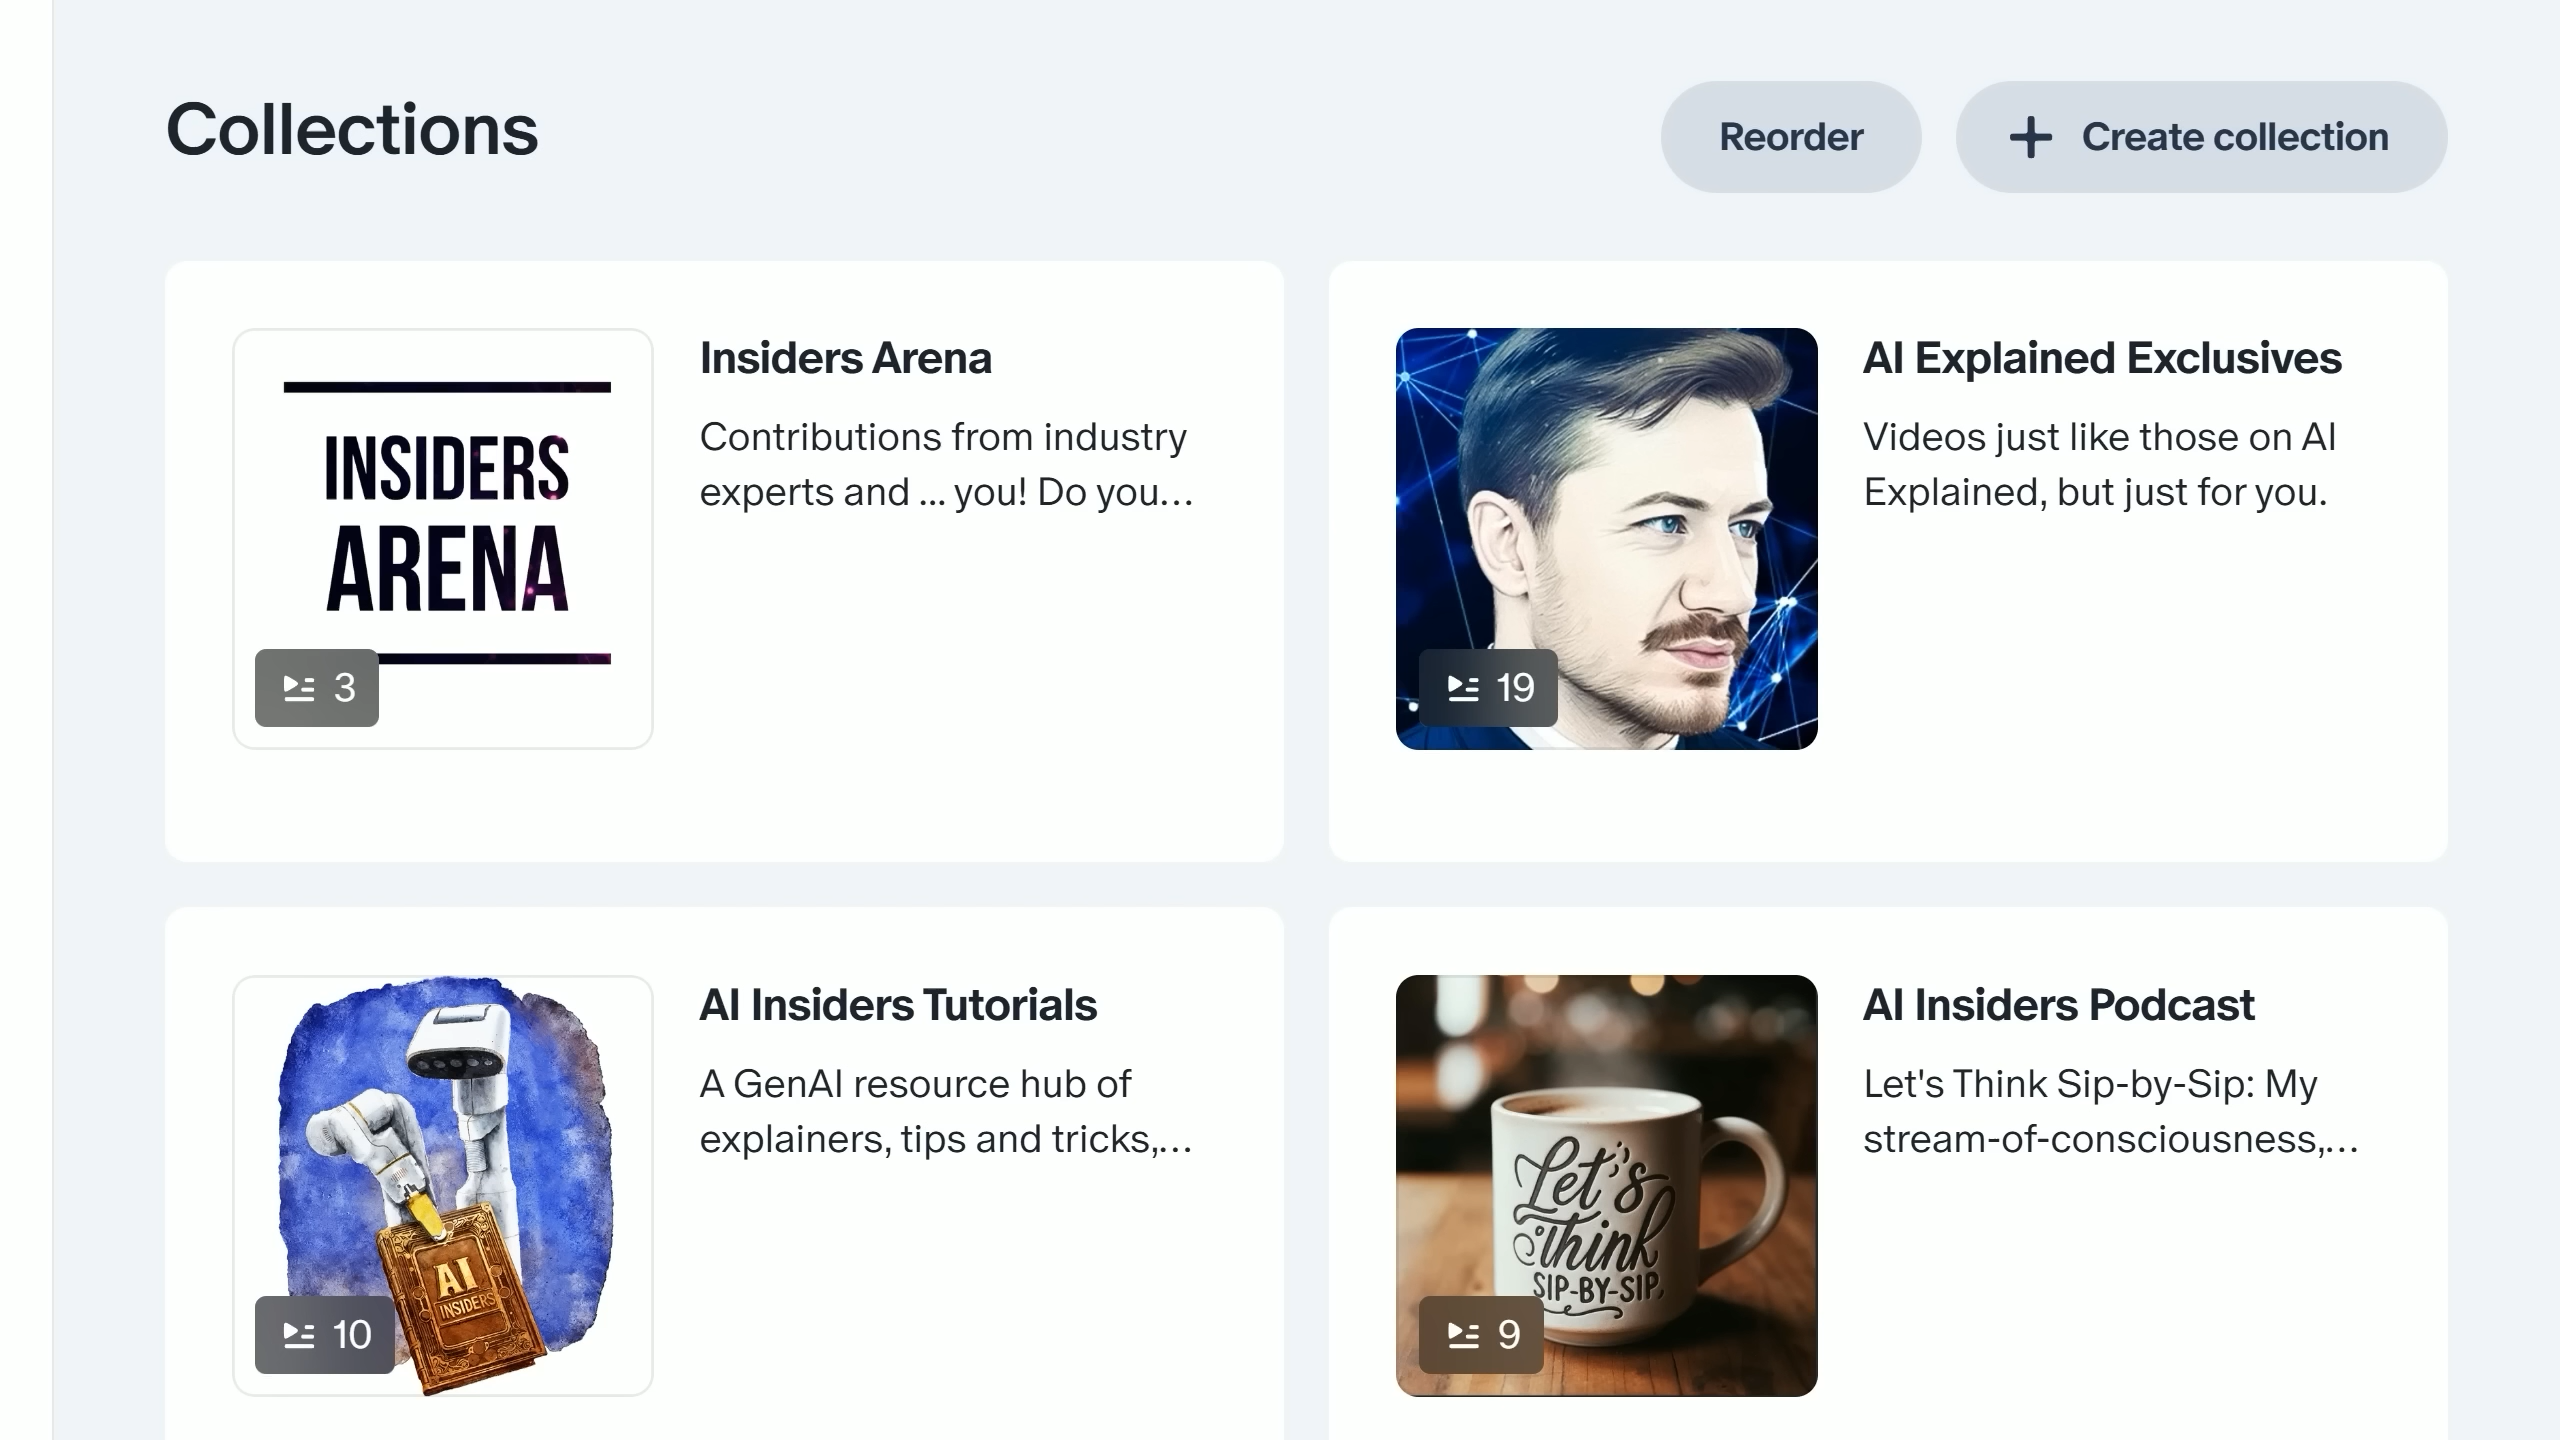 Collections
Reorder
Create collection
INSIDERS
ARENA
3
Insiders Arena
Contributions from industry
experts and ... you! Do you...
19
AI Explained Exclusives
Videos just like those on AI
Explained, but just for you.
AI
INSIDERS
10
AI Insiders Tutorials
A GenAI resource hub of
explainers, tips and tricks,...
Let's
think
SIP-BY-SIP,
9
AI Insiders Podcast
Let's Think Sip-by-Sip: My
stream-of-consciousness,...